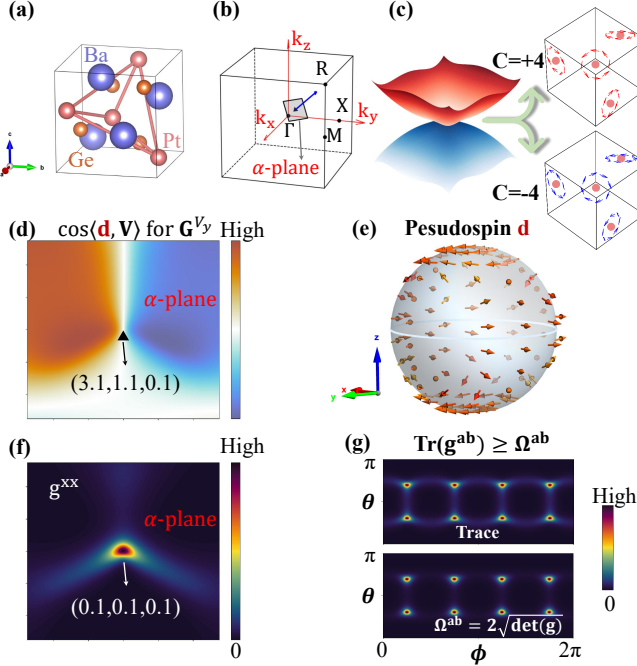 (a)
Ba
Pt
Ge
c
a
b
(b)
k_z
R
k_x
Γ
X
k_y
M
α-plane
(c)
C=+4
C=-4
(d) cos⟨d, V⟩ for G^{V_y} High
α-plane
(3.1,1.1,0.1)
0
(e) Pesudospin d
z
x
y
(f) High
g^{xx}
α-plane
(0.1,0.1,0.1)
0
(g) Tr(g^{ab}) ≥ Ω^{ab}
π
θ
Trace
High
π
θ
Ω^{ab} = 2√det(g)
0
0 ϕ 2π